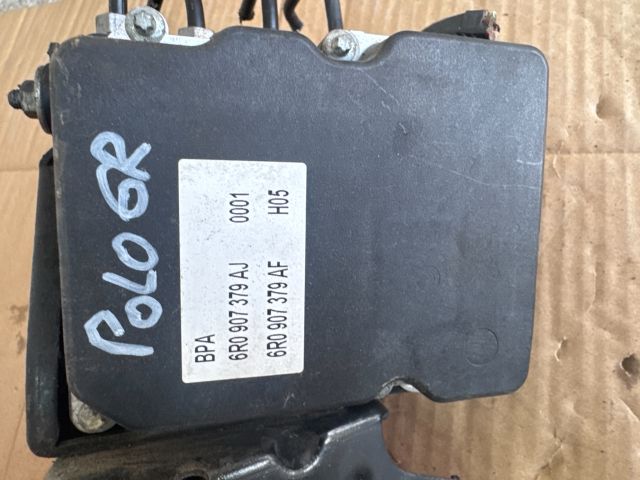 POLO GR
BPA
6R0 907 379 AJ 0001
6R0 907 379 AF H05